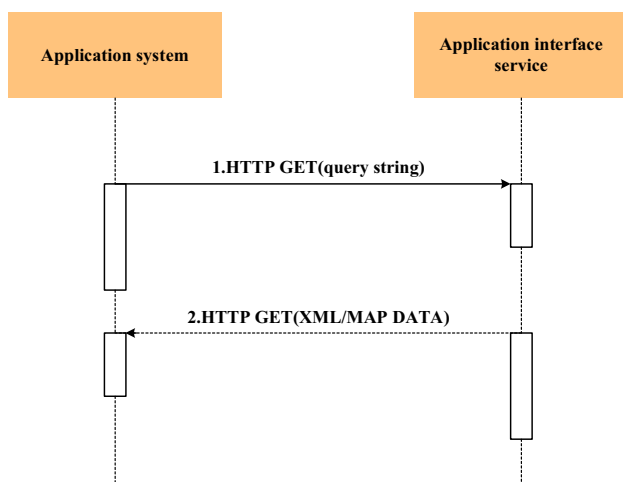 Application system
Application interface
service
1.HTTP GET(query string)
2.HTTP GET(XML/MAP DATA)